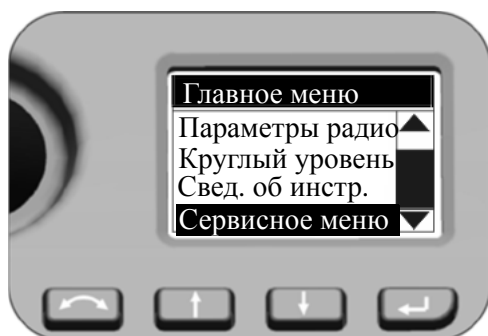 Главное меню
Параметры радио
Круглый уровень
Свед. об инстр.
Сервисное меню